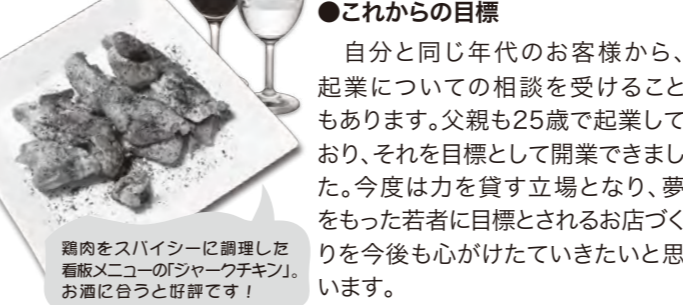 ●これからの目標
自分と同じ年代のお客様から、
起業についての相談を受けること
もあります。父親も25歳で起業して
おり、それを目標として開業できまし
た。今度は力を貸す立場となり、夢
をもった若者に目標とされるお店づく
りを今後も心がけたていきたいと思
います。
鶏肉をスパイシーに調理した
看板メニューの「ジャークチキン」。
お酒に合うと好評です！